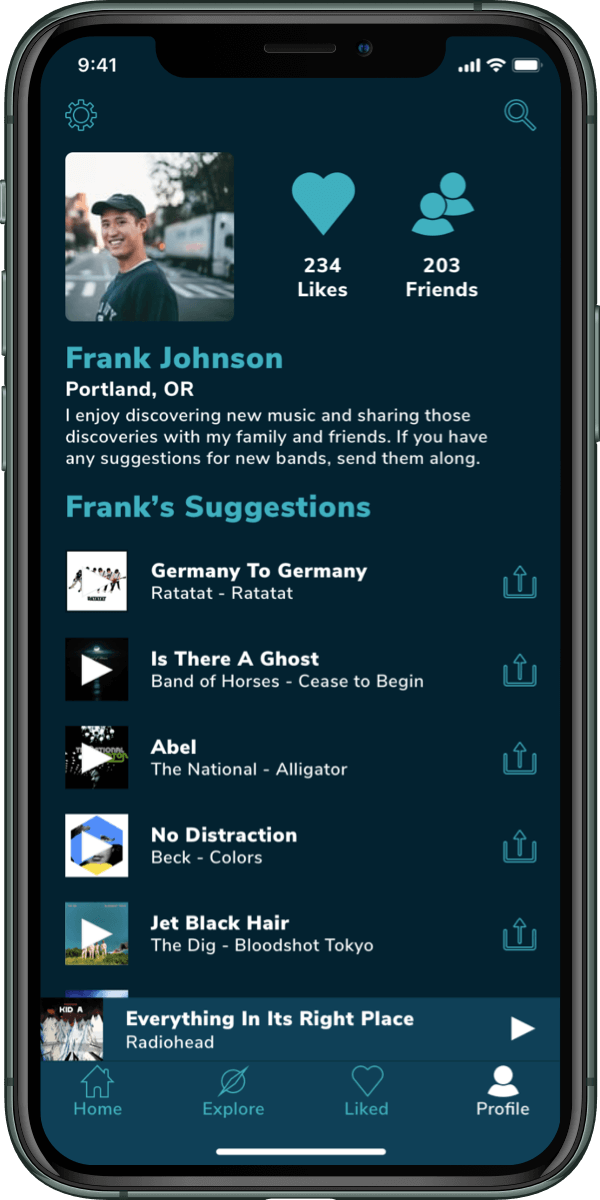 9:41
234
Likes
203
Friends
Frank Johnson
Portland, OR
I enjoy discovering new music and sharing those
discoveries with my family and friends. If you have
any suggestions for new bands, send them along.
Frank’s Suggestions
RATATAT
Germany To Germany
Ratatat - Ratatat
Is There A Ghost
Band of Horses - Cease to Begin
Abel
The National - Alligator
No Distraction
Beck - Colors
Jet Black Hair
The Dig - Bloodshot Tokyo
KID A
Everything In Its Right Place
Radiohead
Home
Explore
Liked
Profile